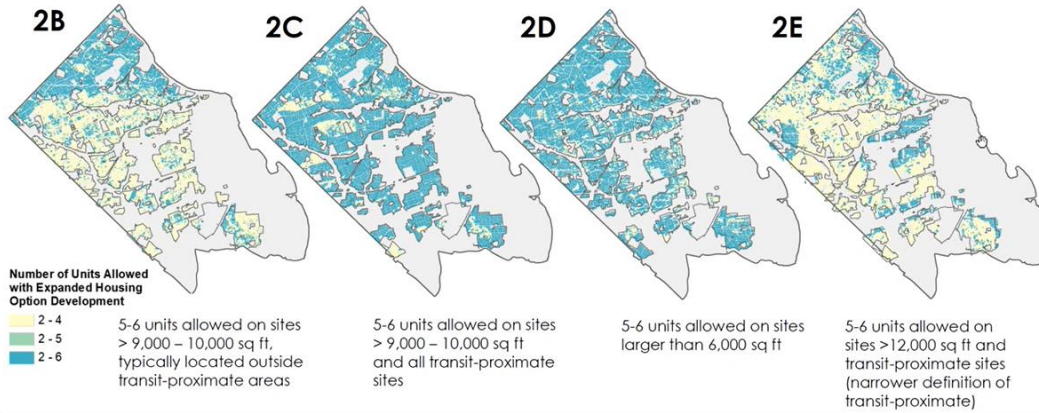 2B
2C
2D
2E
Number of Units Allowed
with Expanded Housing
Option Development
2 - 4
2 - 5
2 - 6
5-6 units allowed on sites
> 9,000 – 10,000 sq ft,
typically located outside
transit-proximate areas
5-6 units allowed on sites
> 9,000 – 10,000 sq ft
and all transit-proximate
sites
5-6 units allowed on sites
larger than 6,000 sq ft
5-6 units allowed on
sites >12,000 sq ft and
transit-proximate sites
(narrower definition of
transit-proximate)